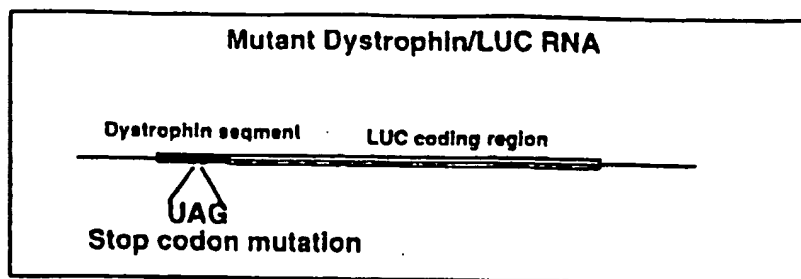 Mutant Dystrophin/LUC RNA
Dystrophin seqment LUC coding region
UAG
Stop codon mutation